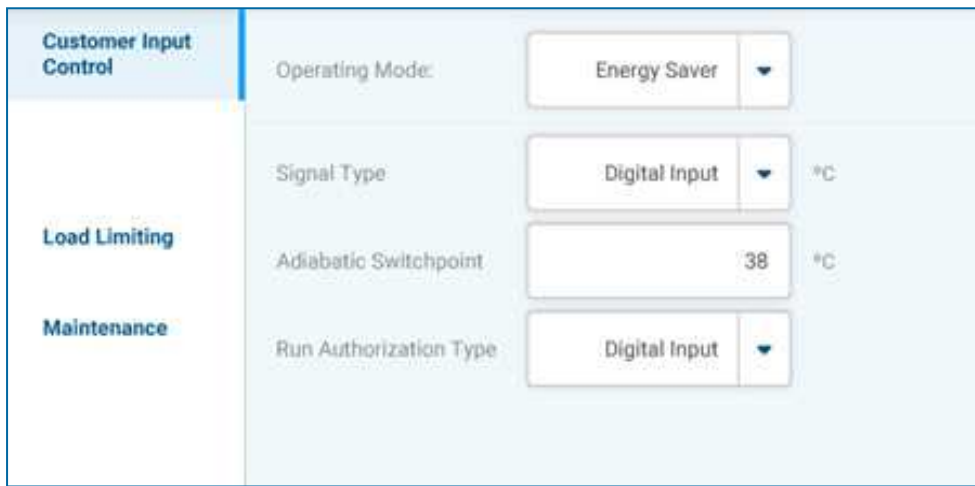 Customer Input
Control
Operating Mode:
Energy Saver
Signal Type
Digital Input
°C
Load Limiting
Adiabatic Switchpoint
38
°C
Maintenance
Run Authorization Type
Digital Input